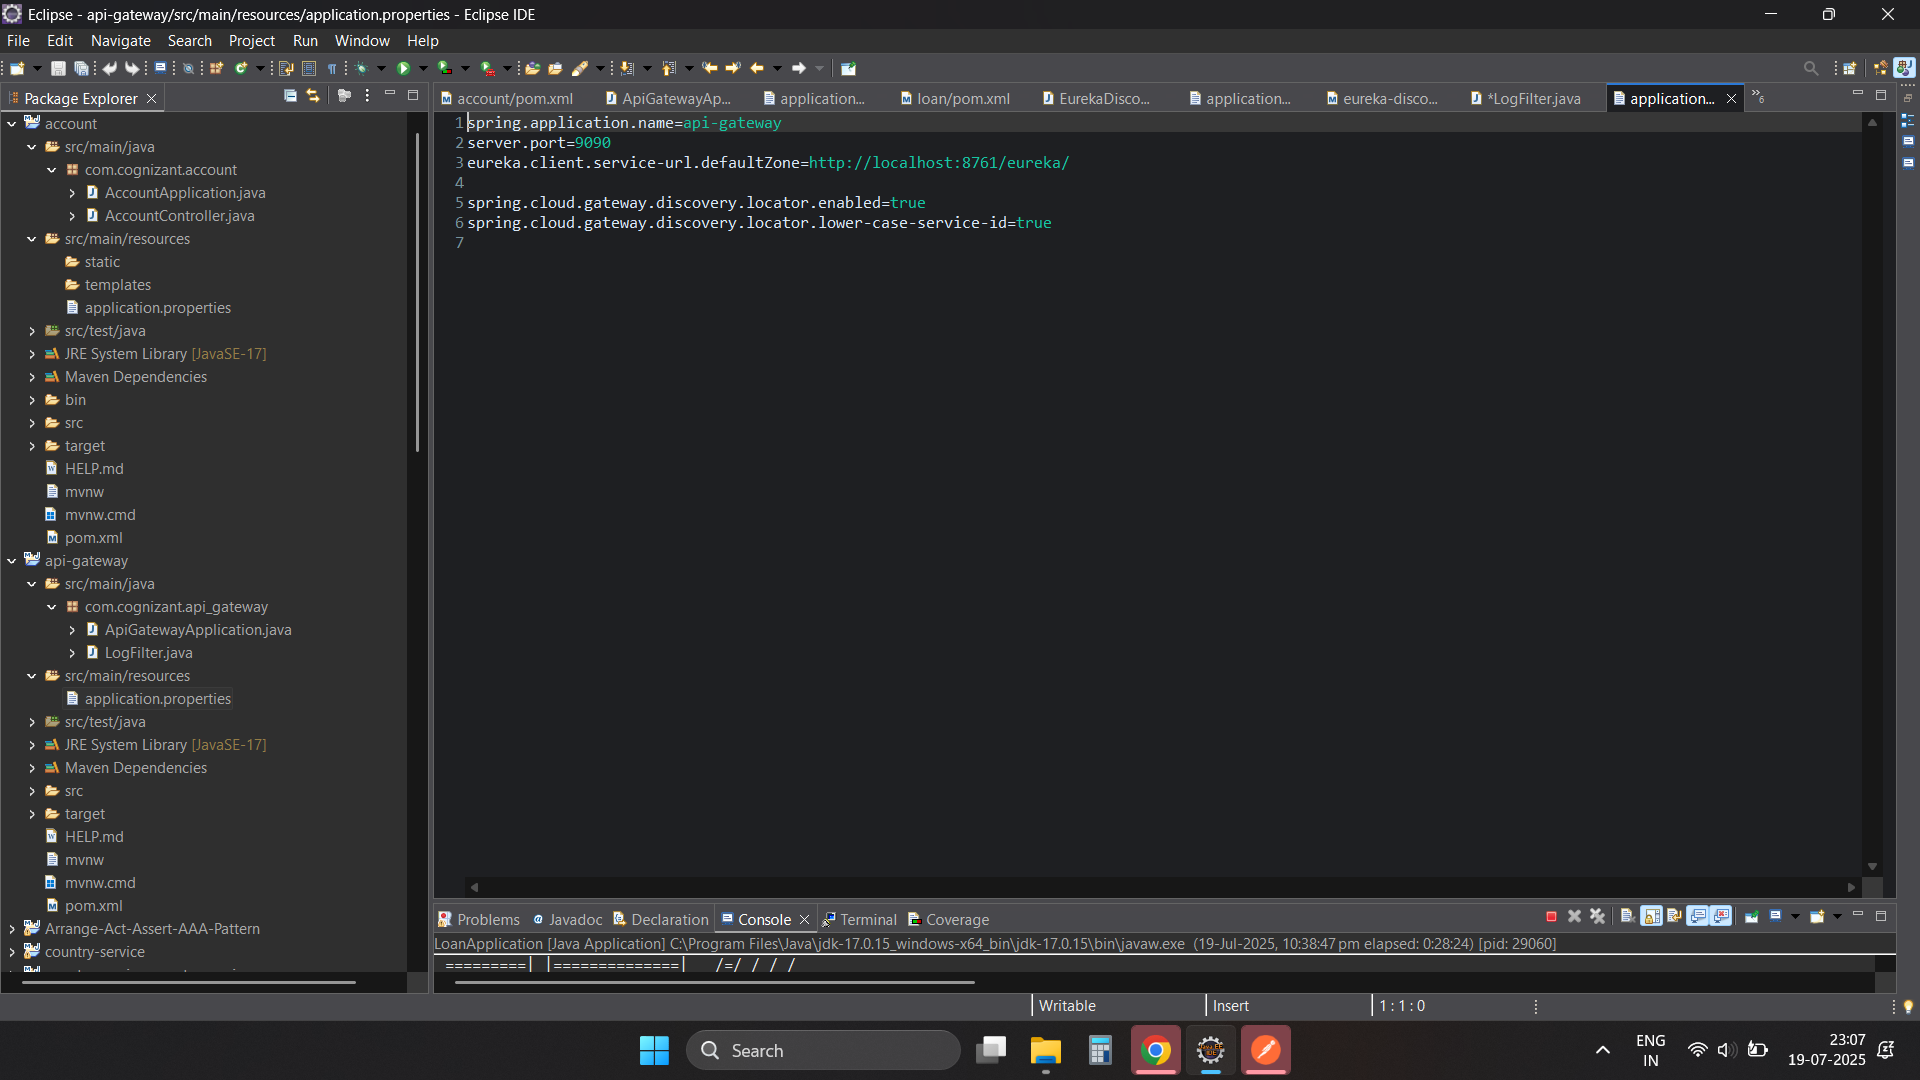 Eclipse - api-gateway/src/main/resources/application.properties - Eclipse IDE
File Edit Navigate Search Project Run Window Help
Package Explorer
account/pom.xml ApiGatewayAp... application... loan/pom.xml EurekaDisco... application... eureka-disco... *LogFilter.java application... »6
account
src/main/java
com.cognizant.account
AccountApplication.java
AccountController.java
src/main/resources
static
templates
application.properties
src/test/java
JRE System Library [JavaSE-17]
Maven Dependencies
bin
src
target
HELP.md
mvnw
mvnw.cmd
pom.xml
api-gateway
src/main/java
com.cognizant.api_gateway
ApiGatewayApplication.java
LogFilter.java
src/main/resources
application.properties
src/test/java
JRE System Library [JavaSE-17]
Maven Dependencies
src
target
HELP.md
mvnw
mvnw.cmd
pom.xml
Arrange-Act-Assert-AAA-Pattern
country-service
1 spring.application.name=api-gateway
2 server.port=9090
3 eureka.client.service-url.defaultZone=http://localhost:8761/eureka/
4
5 spring.cloud.gateway.discovery.locator.enabled=true
6 spring.cloud.gateway.discovery.locator.lower-case-service-id=true
7
Problems Javadoc Declaration Console Terminal Coverage
LoanApplication [Java Application] C:\Program Files\Java\jdk-17.0.15_windows-x64_bin\jdk-17.0.15\bin\javaw.exe (19-Jul-2025, 10:38:47 pm elapsed: 0:28:24) [pid: 29060]
=========| |==============| /=/ / / /
Writable Insert 1 : 1 : 0
Search
ENG
IN
23:07
19-07-2025